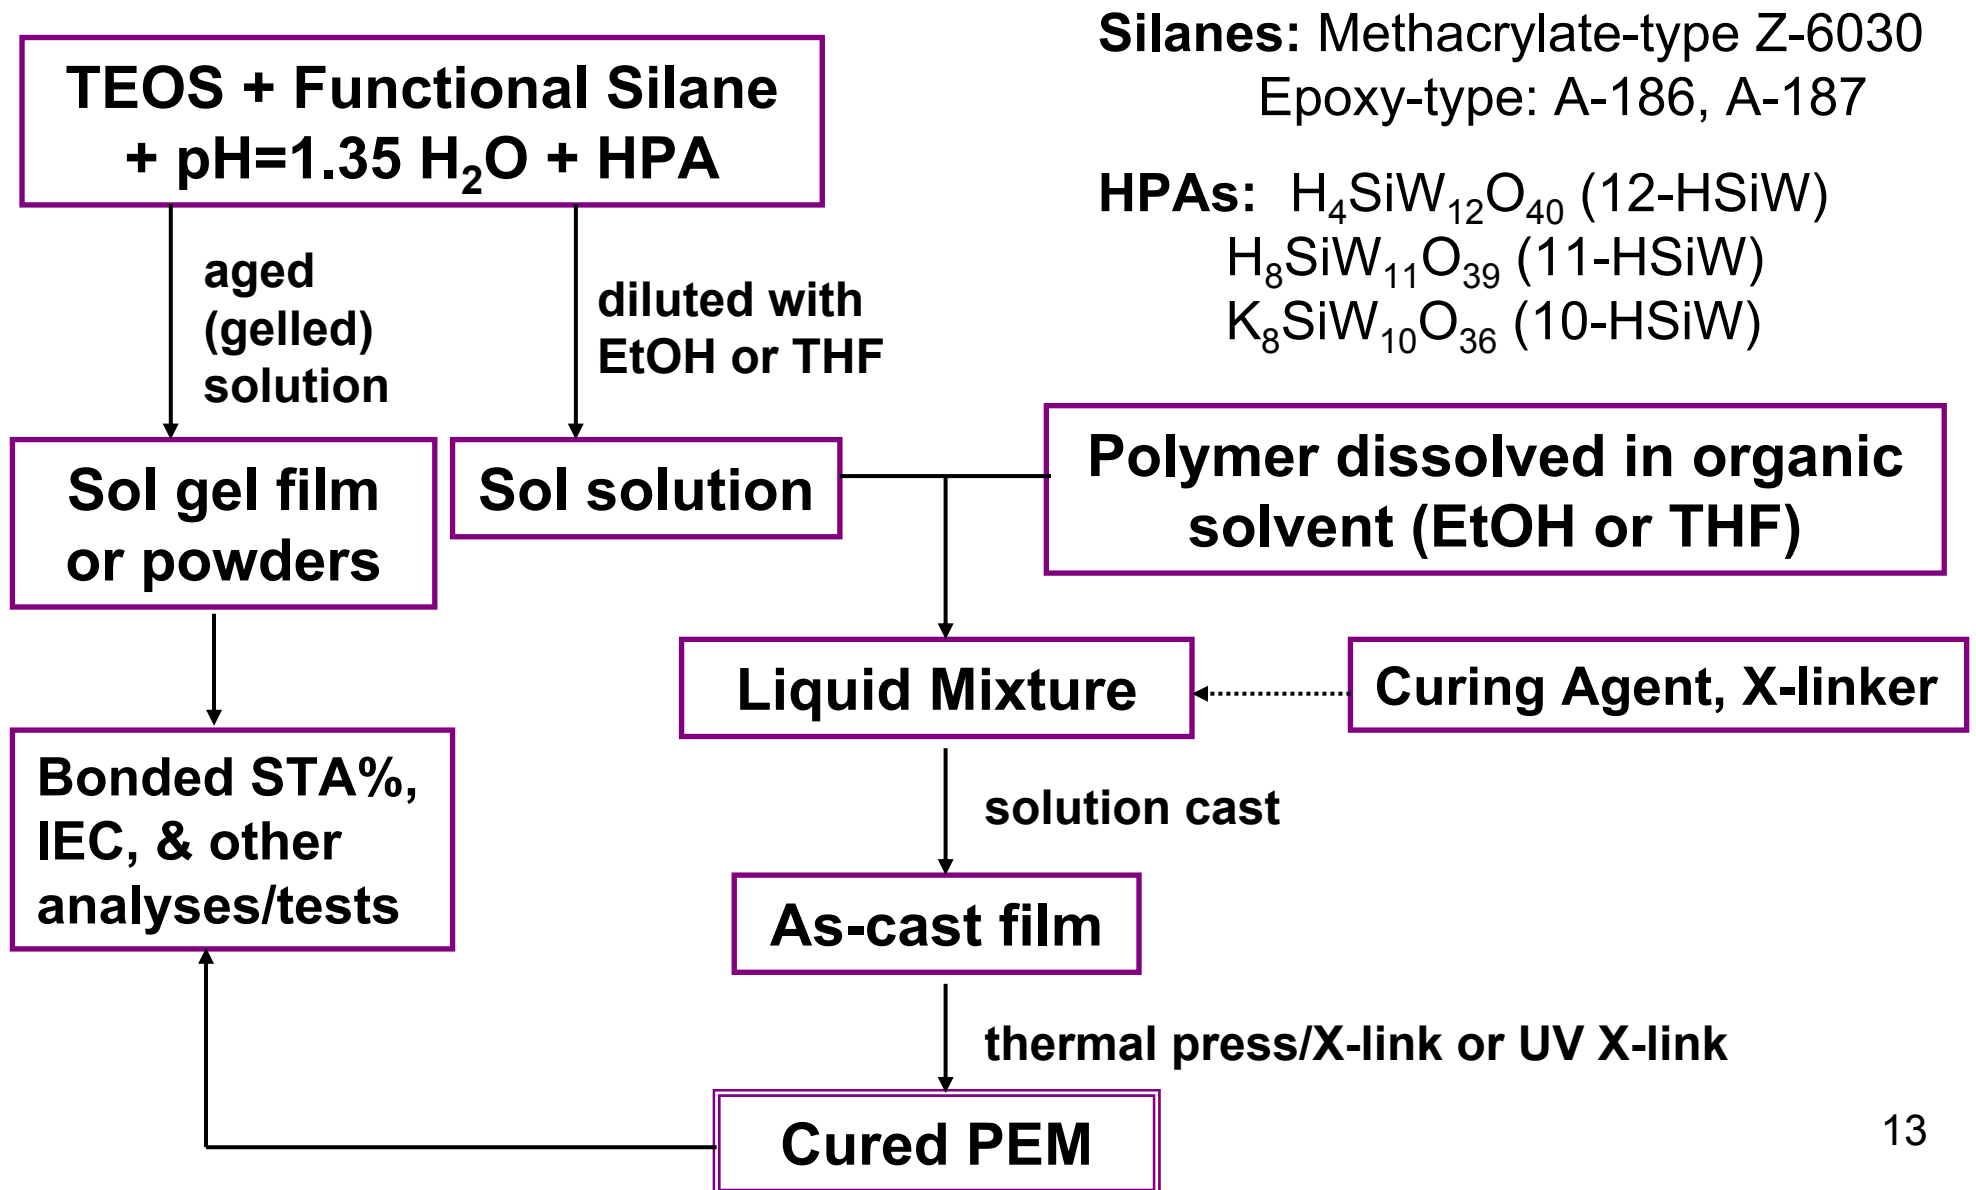 TEOS + Functional Silane
+ pH=1.35 H₂O + HPA
Silanes: Methacrylate-type Z-6030
Epoxy-type: A-186, A-187
HPAs: H₄SiW₁₂O₄₀ (12-HSiW)
H₈SiW₁₁O₃₉ (11-HSiW)
K₈SiW₁₀O₃₆ (10-HSiW)
aged
(gelled)
solution
diluted with
EtOH or THF
Sol gel film
or powders
Sol solution
Polymer dissolved in organic
solvent (EtOH or THF)
Liquid Mixture
Curing Agent, X-linker
Bonded STA%,
IEC, & other
analyses/tests
solution cast
As-cast film
thermal press/X-link or UV X-link
Cured PEM
13